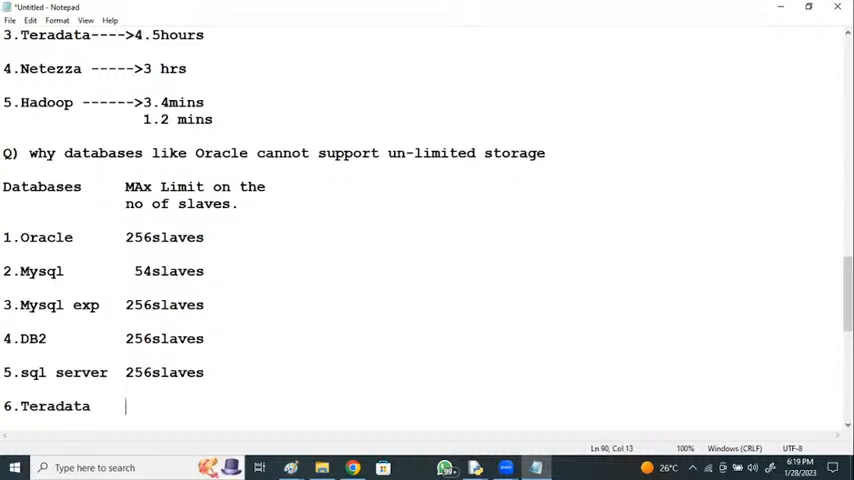 *Untitled - Notepad
File Edit Format View Help
3.Teradata---->4.5hours
4.Netezza ----->3 hrs
5.Hadoop ------>3.4mins
1.2 mins
Q) why databases like Oracle cannot support un-limited storage
Databases MAx Limit on the
no of slaves.
1.Oracle 256slaves
2.Mysql 54slaves
3.Mysql exp 256slaves
4.DB2 256slaves
5.sql server 256slaves
6.Teradata
Ln 90, Col 13 100% Windows (CRLF) UTF-8
Type here to search 99+ 26°C 6:19 PM
1/28/2023